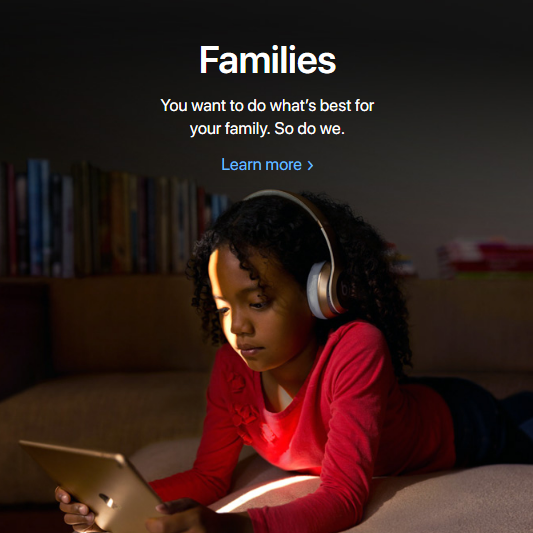 Families
You want to do what’s best for
your family. So do we.
Learn more ›